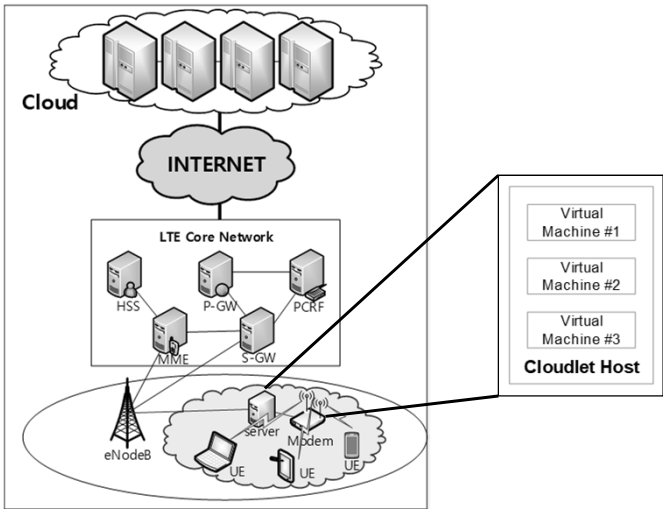 Cloud
INTERNET
LTE Core Network
HSS
P-GW
PCRF
MME
S-GW
eNodeB
server
Modem
UE
UE
UE
Virtual
Machine #1
Virtual
Machine #2
Virtual
Machine #3
Cloudlet Host